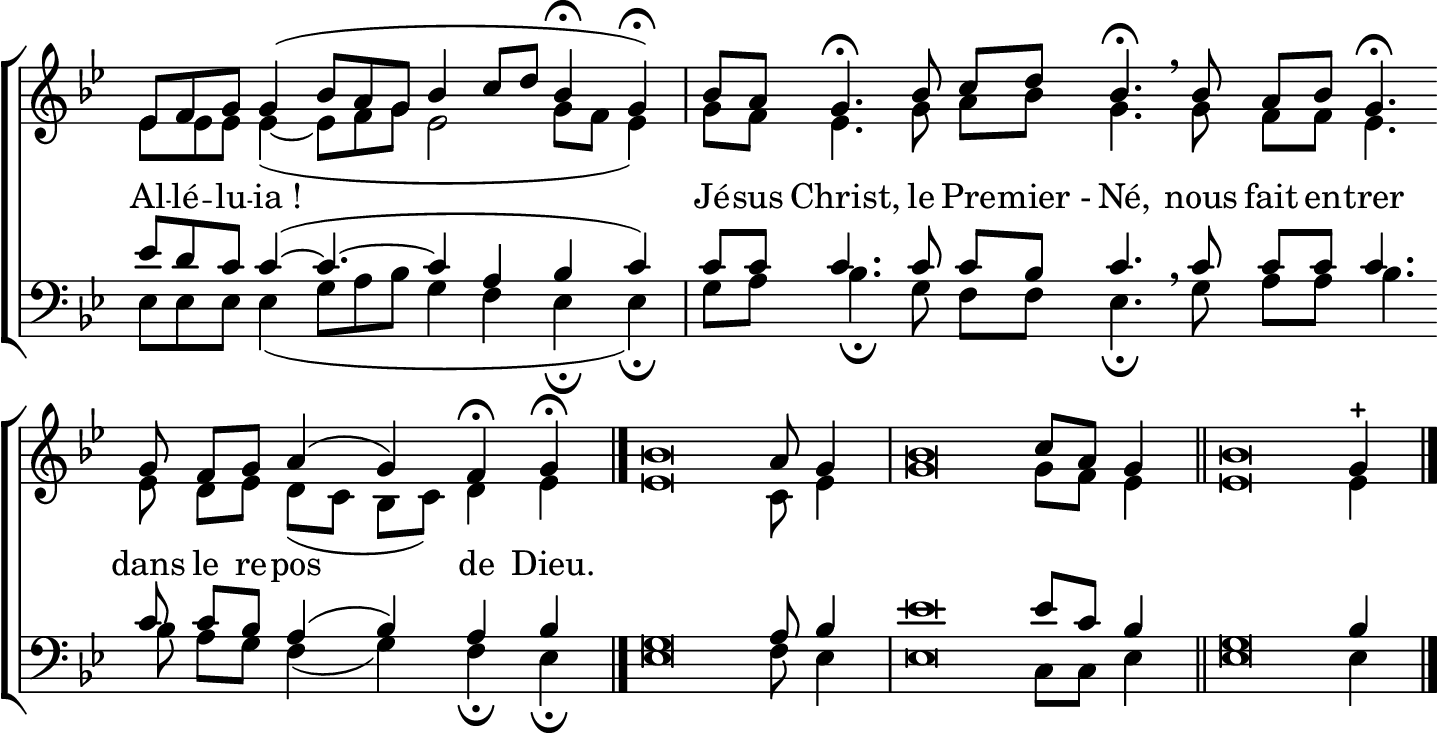 Al -- lé -- lu -- ia ! Jésus Christ, le Premier - Né, nous fait entrer
dans le repos de Dieu.